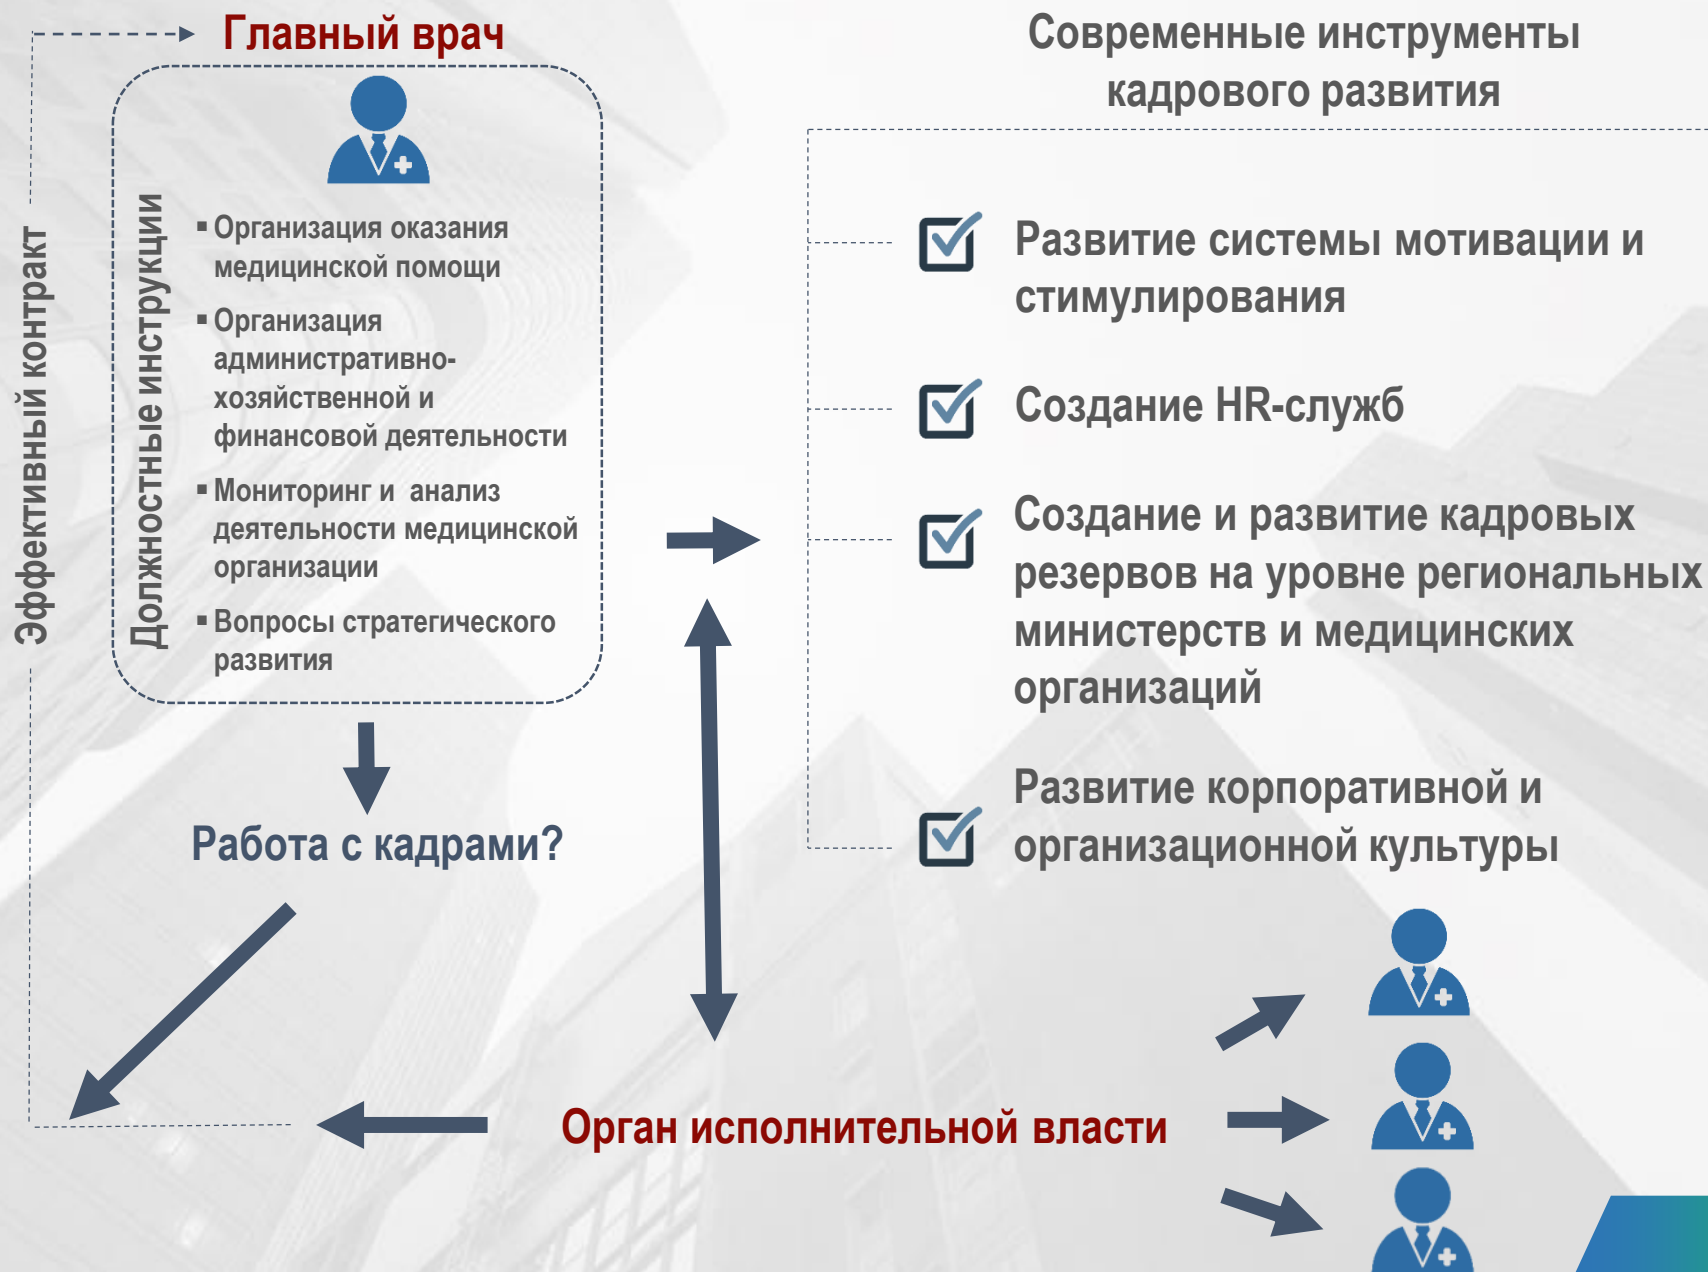 Главный врач
Эффективный контракт
Должностные инструкции
▪ Организация оказания
медицинской помощи
▪ Организация
административно-
хозяйственной и
финансовой деятельности
▪ Мониторинг и анализ
деятельности медицинской
организации
▪ Вопросы стратегического
развития
Работа с кадрами?
Современные инструменты
кадрового развития
Развитие системы мотивации и
стимулирования
Создание HR-служб
Создание и развитие кадровых
резервов на уровне региональных
министерств и медицинских
организаций
Развитие корпоративной и
организационной культуры
Орган исполнительной власти